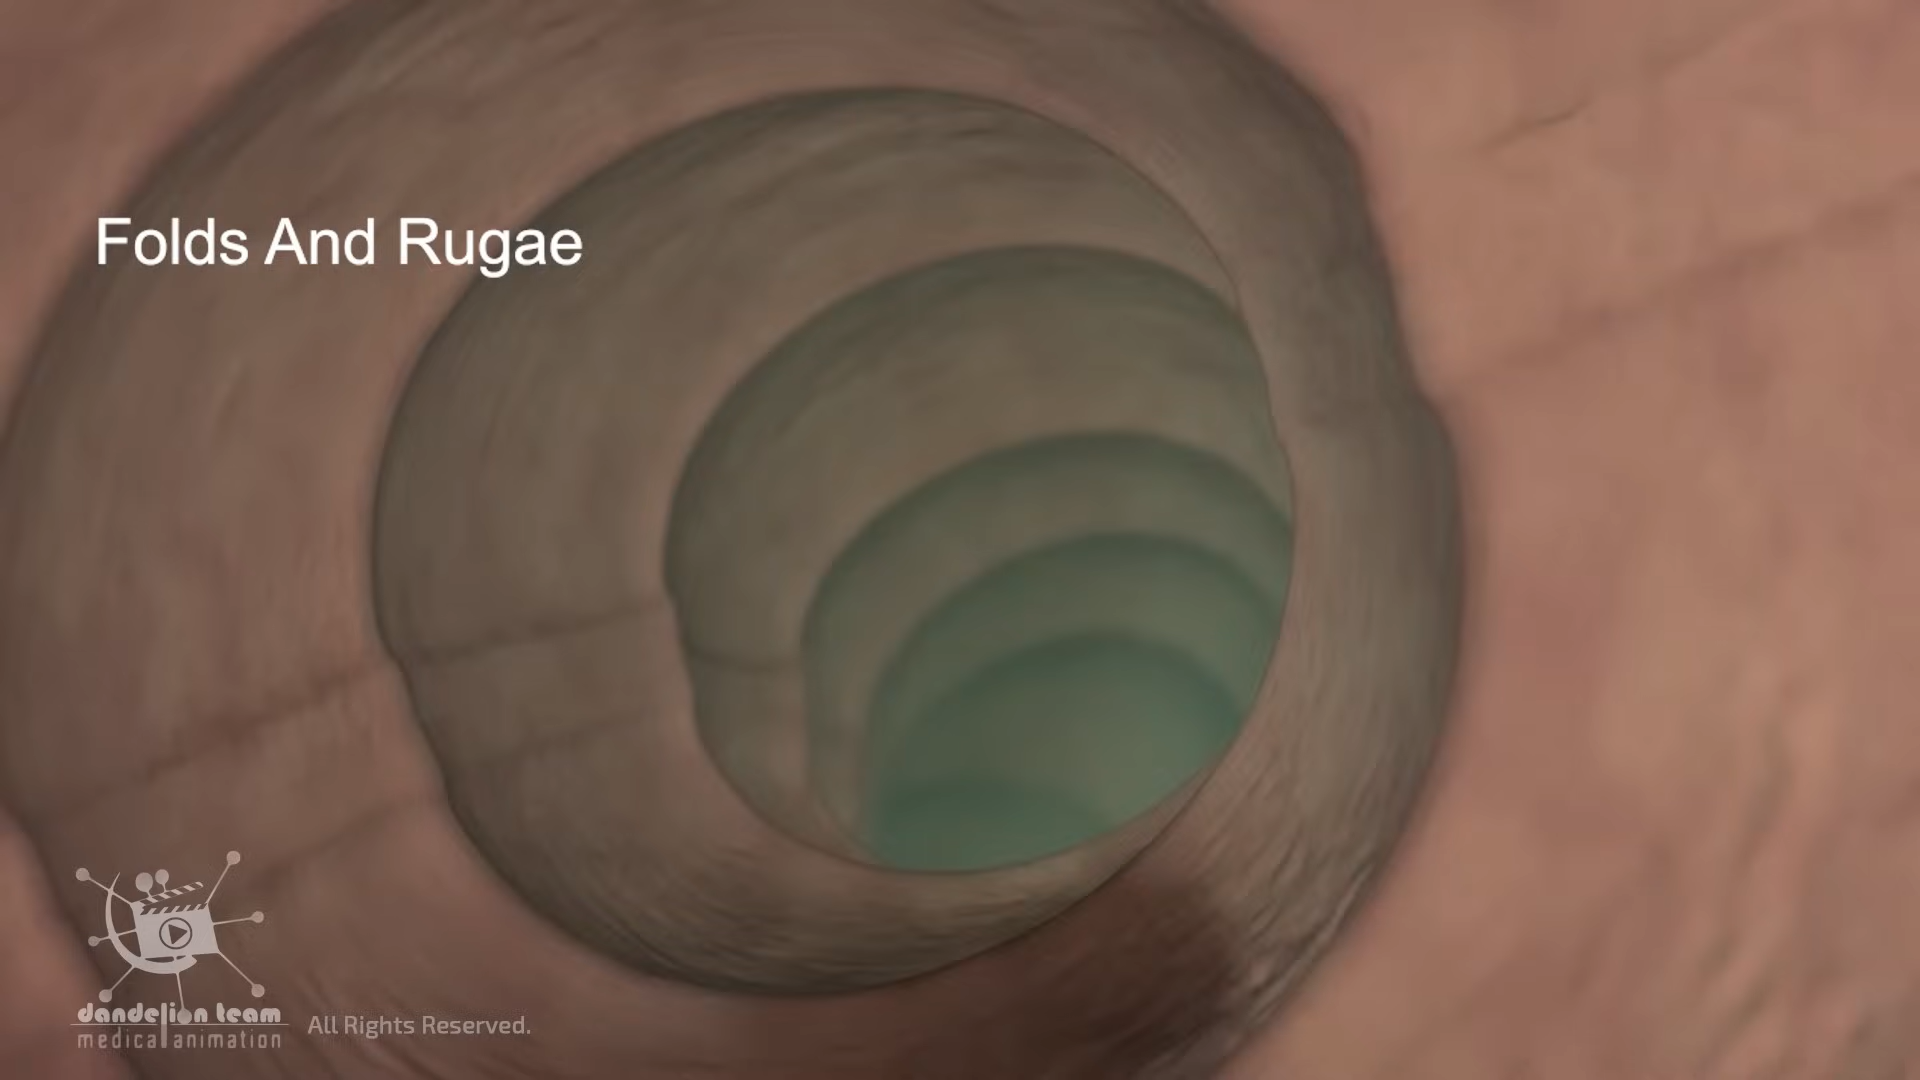 Folds And Rugae
dandelion team
medical animation
All Rights Reserved.